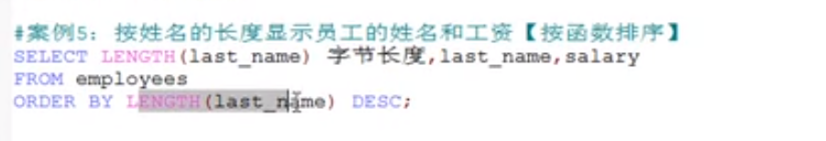 #案例5：按姓名的长度显示员工的姓名和工资【按函数排序】
SELECT LENGTH(last_name) 字节长度,last_name,salary
FROM employees
ORDER BY LENGTH(last_name) DESC;